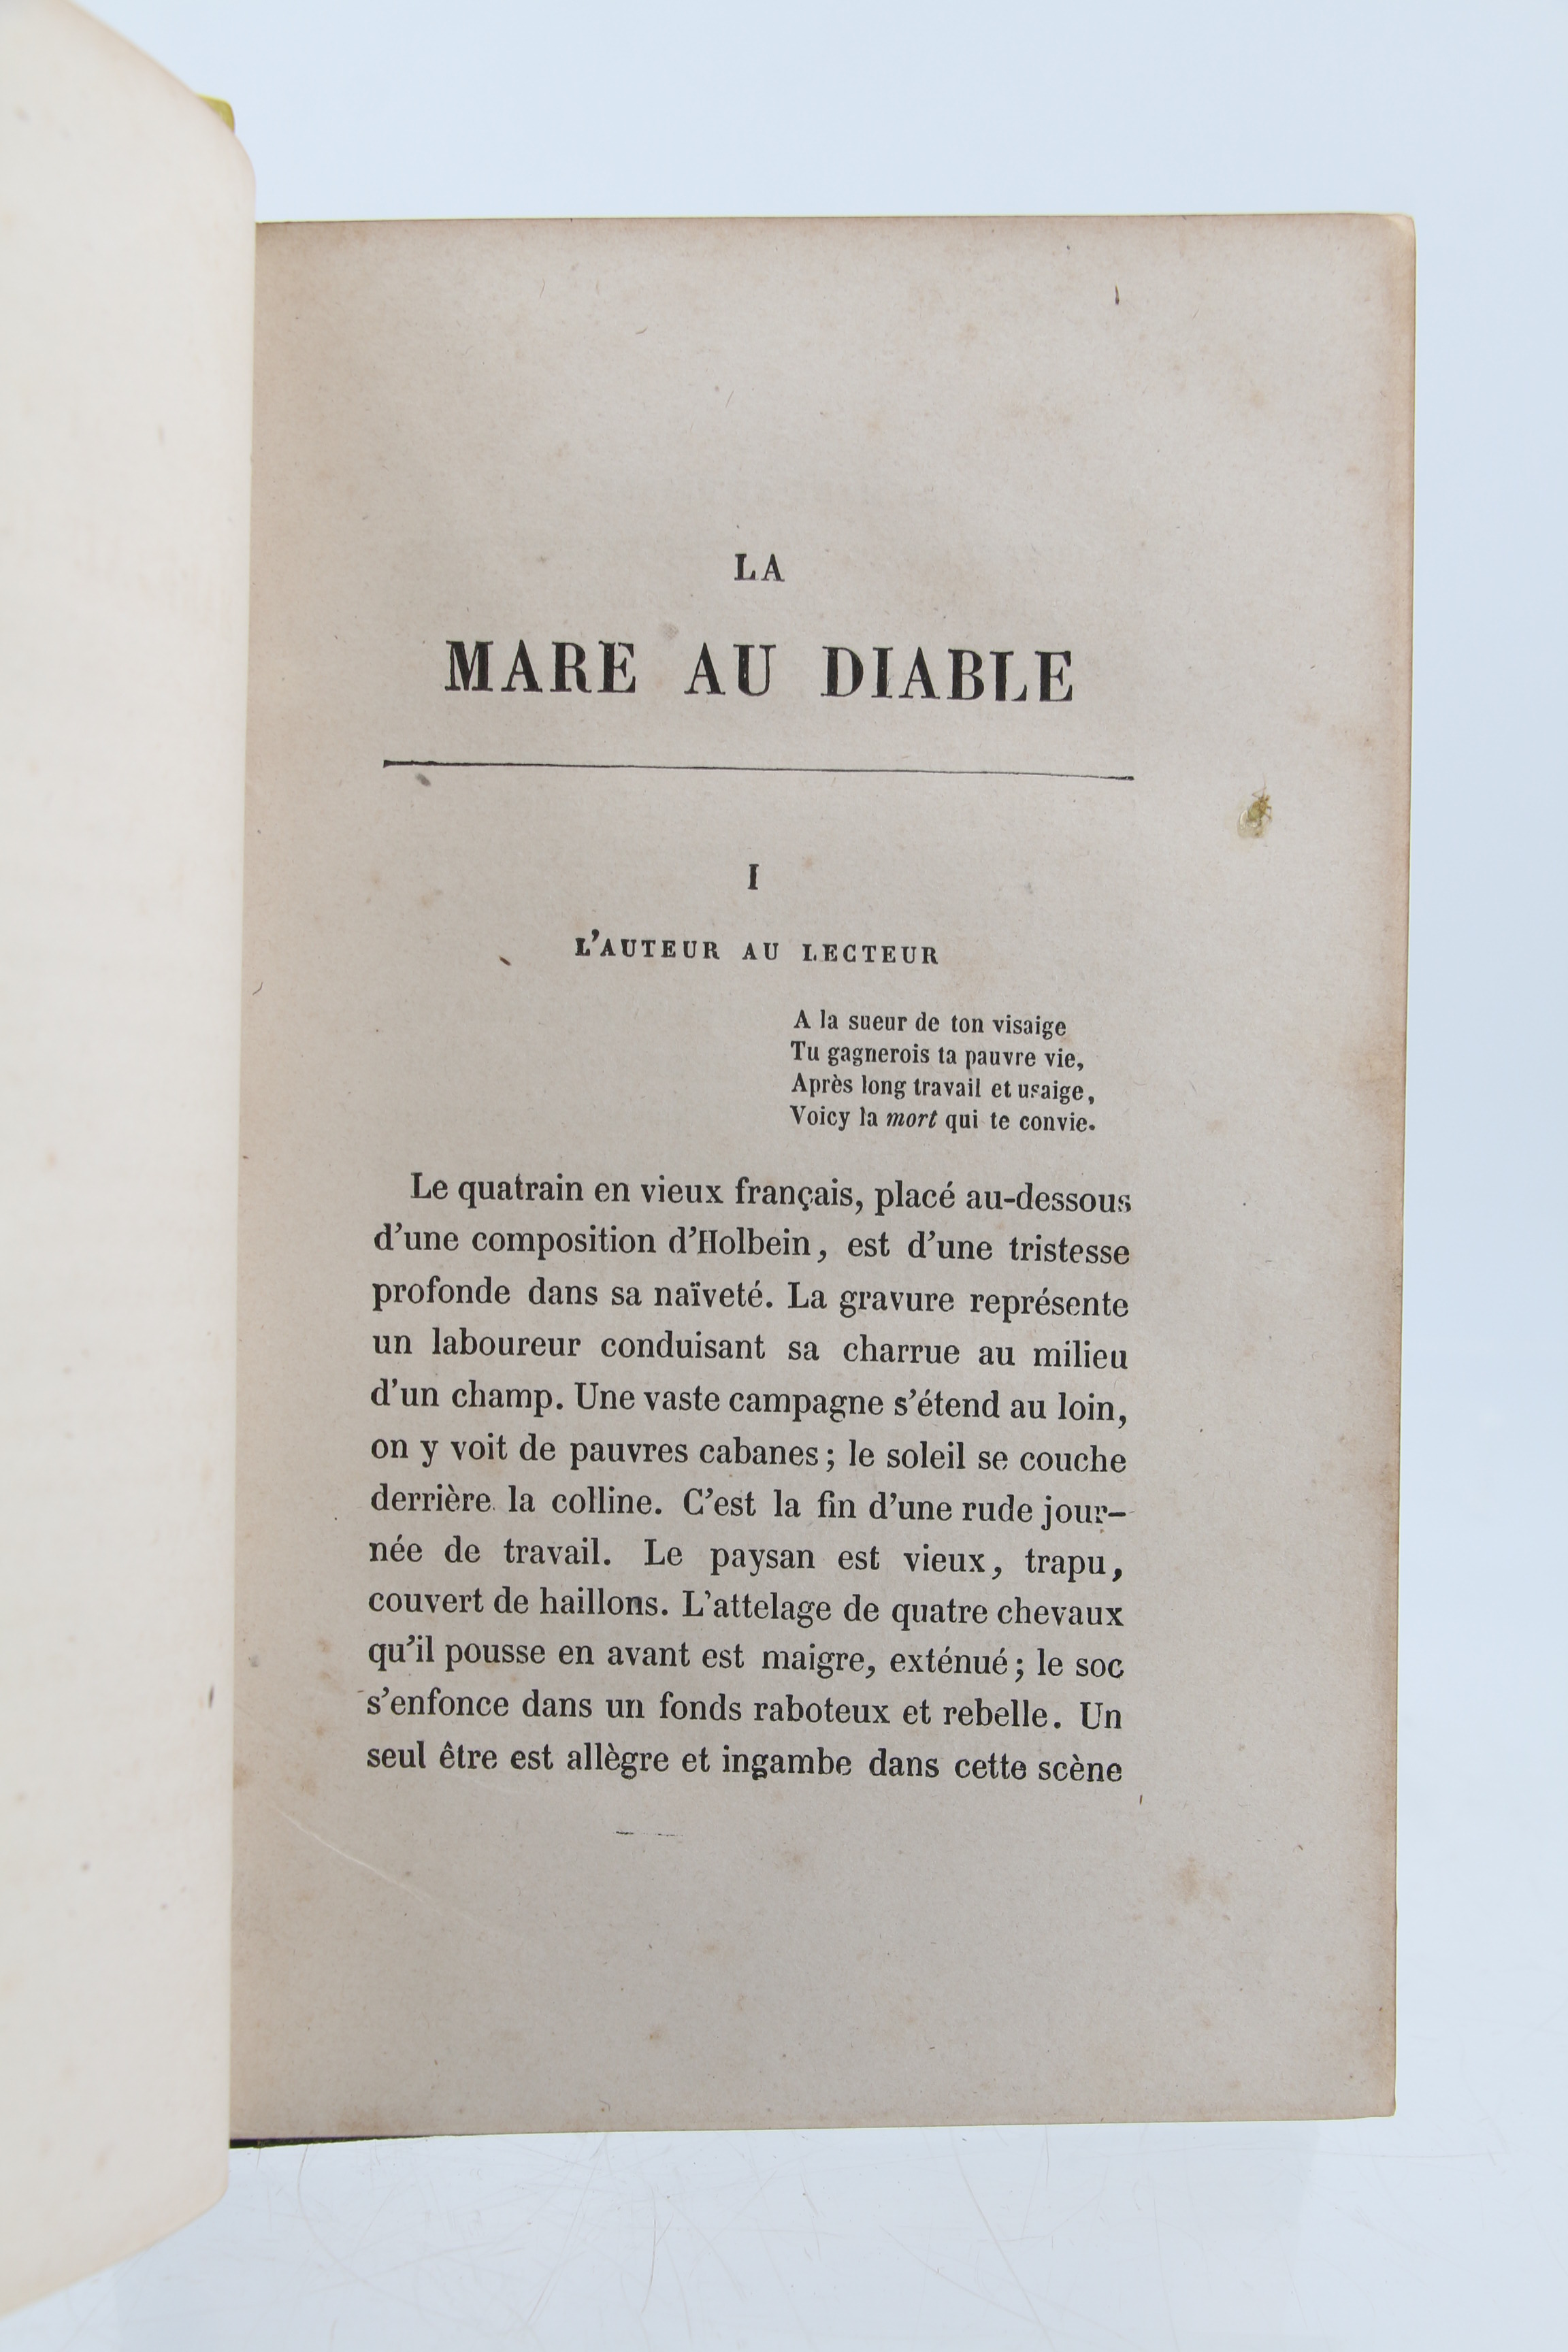 LA
MARE AU DIABLE
I
L'AUTEUR AU LECTEUR
A la sueur de ton visaige
Tu gagnerois ta pauvre vie,
Après long travail et usaige,
Voicy la mort qui te convie.
Le quatrain en vieux français, placé au-dessous
d'une composition d'Holbein, est d'une tristesse
profonde dans sa naïveté. La gravure représente
un laboureur conduisant sa charrue au milieu
d'un champ. Une vaste campagne s'étend au loin,
on y voit de pauvres cabanes; le soleil se couche
derrière la colline. C'est la fin d'une rude jour-
née de travail. Le paysan est vieux, trapu,
couvert de haillons. L'attelage de quatre chevaux
qu'il pousse en avant est maigre, exténué; le soc
s'enfonce dans un fonds raboteux et rebelle. Un
seul être est allègre et ingambe dans cette scène